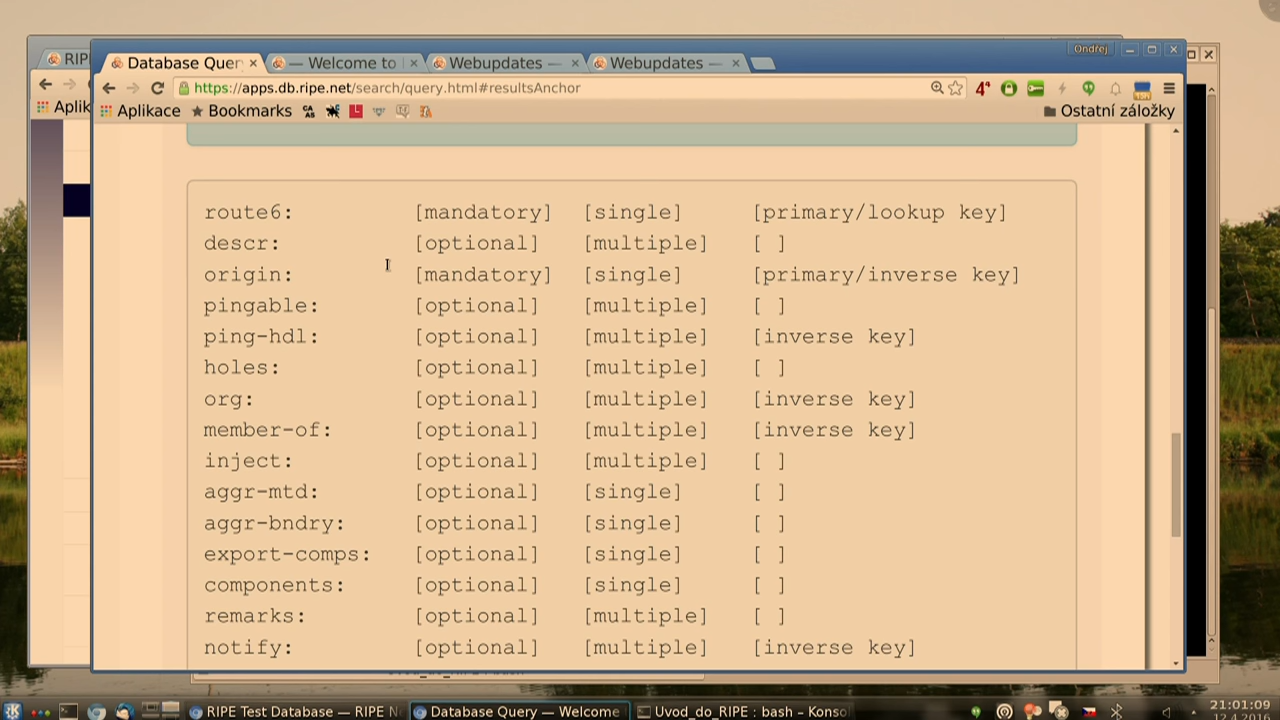 RIPE
Ondřej
Database Quer
— Welcome to
Webupdates —
Webupdates —
https://apps.db.ripe.net/search/query.html#resultsAnchor
Aplik
Aplikace
Bookmarks
Ostatní záložky
route6: [mandatory] [single] [primary/lookup key]
descr: [optional] [multiple] [ ]
origin: [mandatory] [single] [primary/inverse key]
pingable: [optional] [multiple] [ ]
ping-hdl: [optional] [multiple] [inverse key]
holes: [optional] [multiple] [ ]
org: [optional] [multiple] [inverse key]
member-of: [optional] [multiple] [inverse key]
inject: [optional] [multiple] [ ]
aggr-mtd: [optional] [single] [ ]
aggr-bndry: [optional] [single] [ ]
export-comps: [optional] [single] [ ]
components: [optional] [single] [ ]
remarks: [optional] [multiple] [ ]
notify: [optional] [multiple] [inverse key]
RIPE Test Database — RIPE N
Database Query — Welcome
Uvod_do_RIPE : bash – Konso
21:01:09